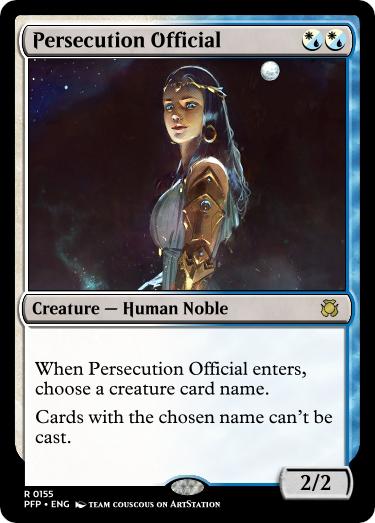 Persecution Official
Creature — Human Noble
When Persecution Official enters,
choose a creature card name.
Cards with the chosen name can't be
cast.
2/2
R 0155
PFP • ENG TEAM COUSCOUS on ARTSTATION